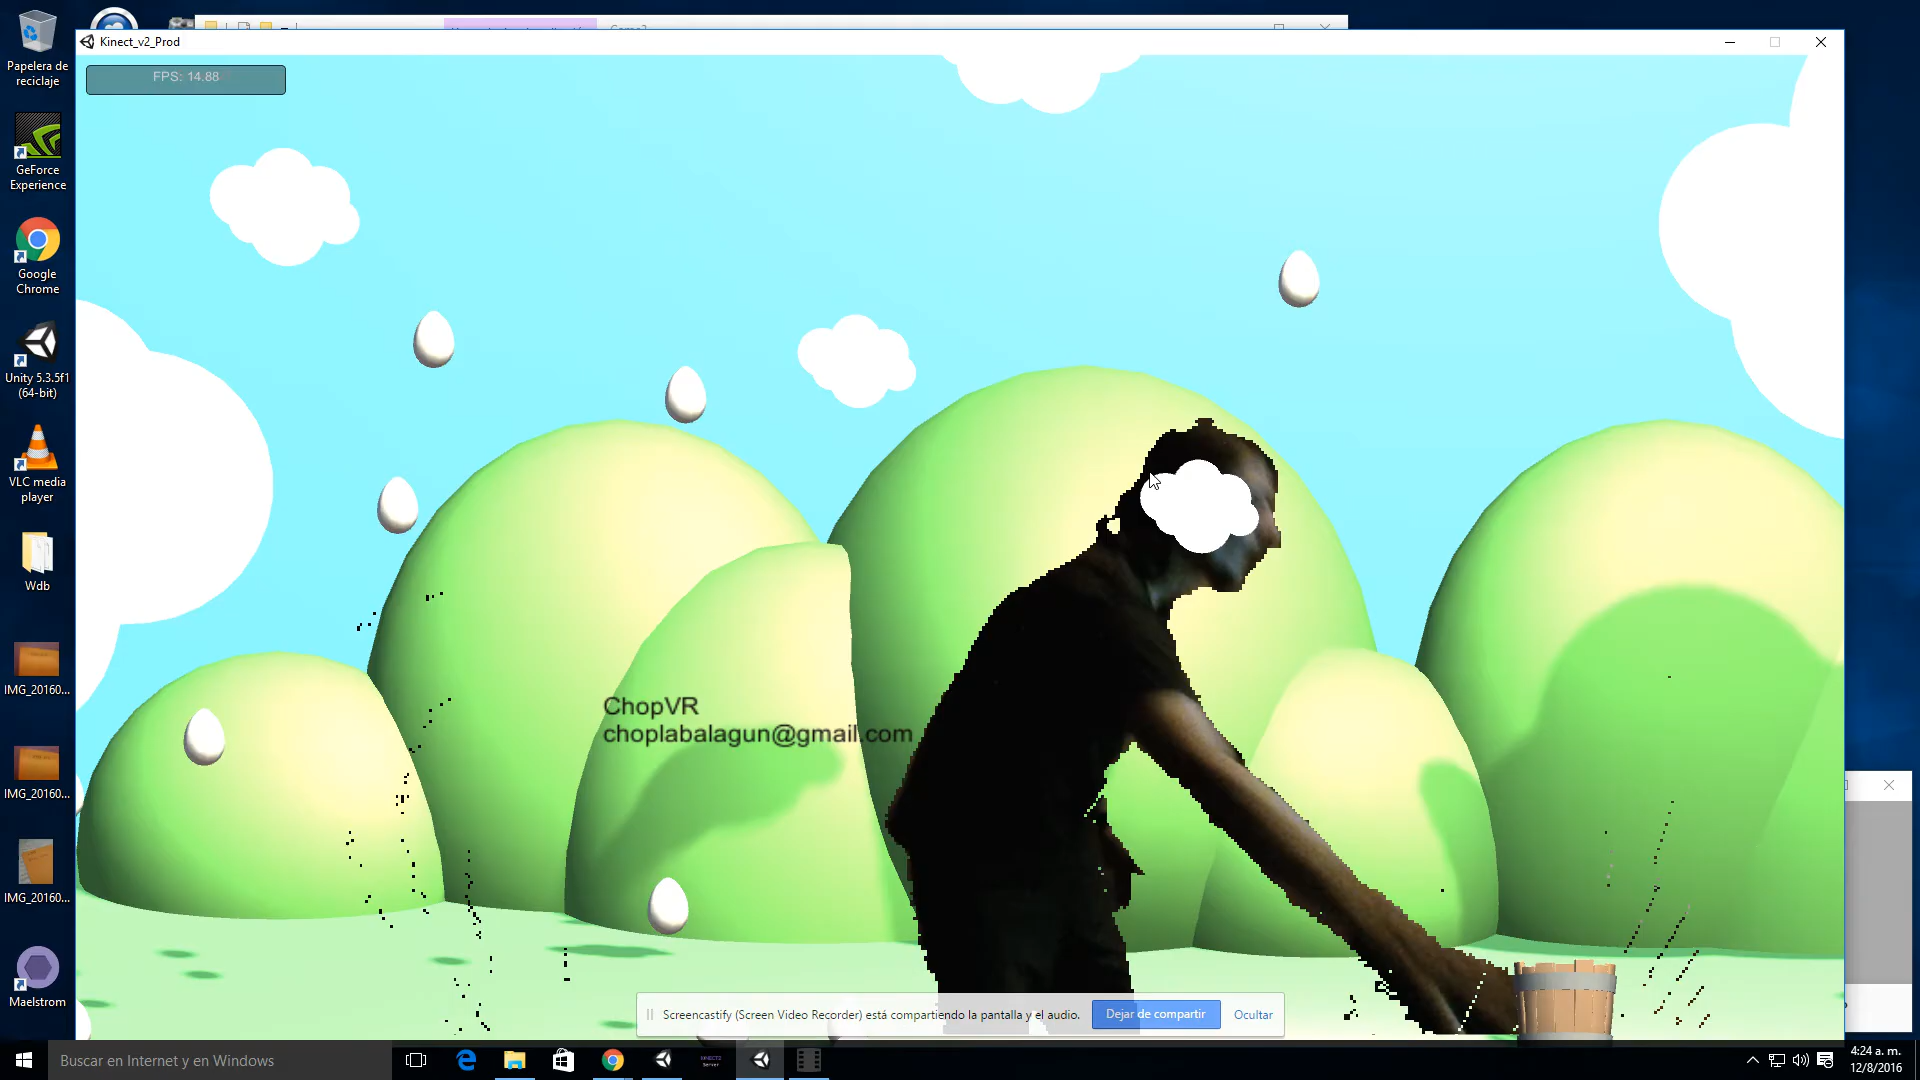 Kinect_v2_Prod
FPS: 14.88
Papelera de
reciclaje
GeForce
Experience
Google
Chrome
Unity 5.3.5f1
(64-bit)
VLC media
player
Wdb
IMG_20160...
IMG_20160...
IMG_20160...
Maelstrom
ChopVR
choplabalagun@gmail.com
Screencastify (Screen Video Recorder) está compartiendo la pantalla y el audio.
Dejar de compartir
Ocultar
Buscar en Internet y en Windows
KINECT2
Server
4:24 a. m.
12/8/2016